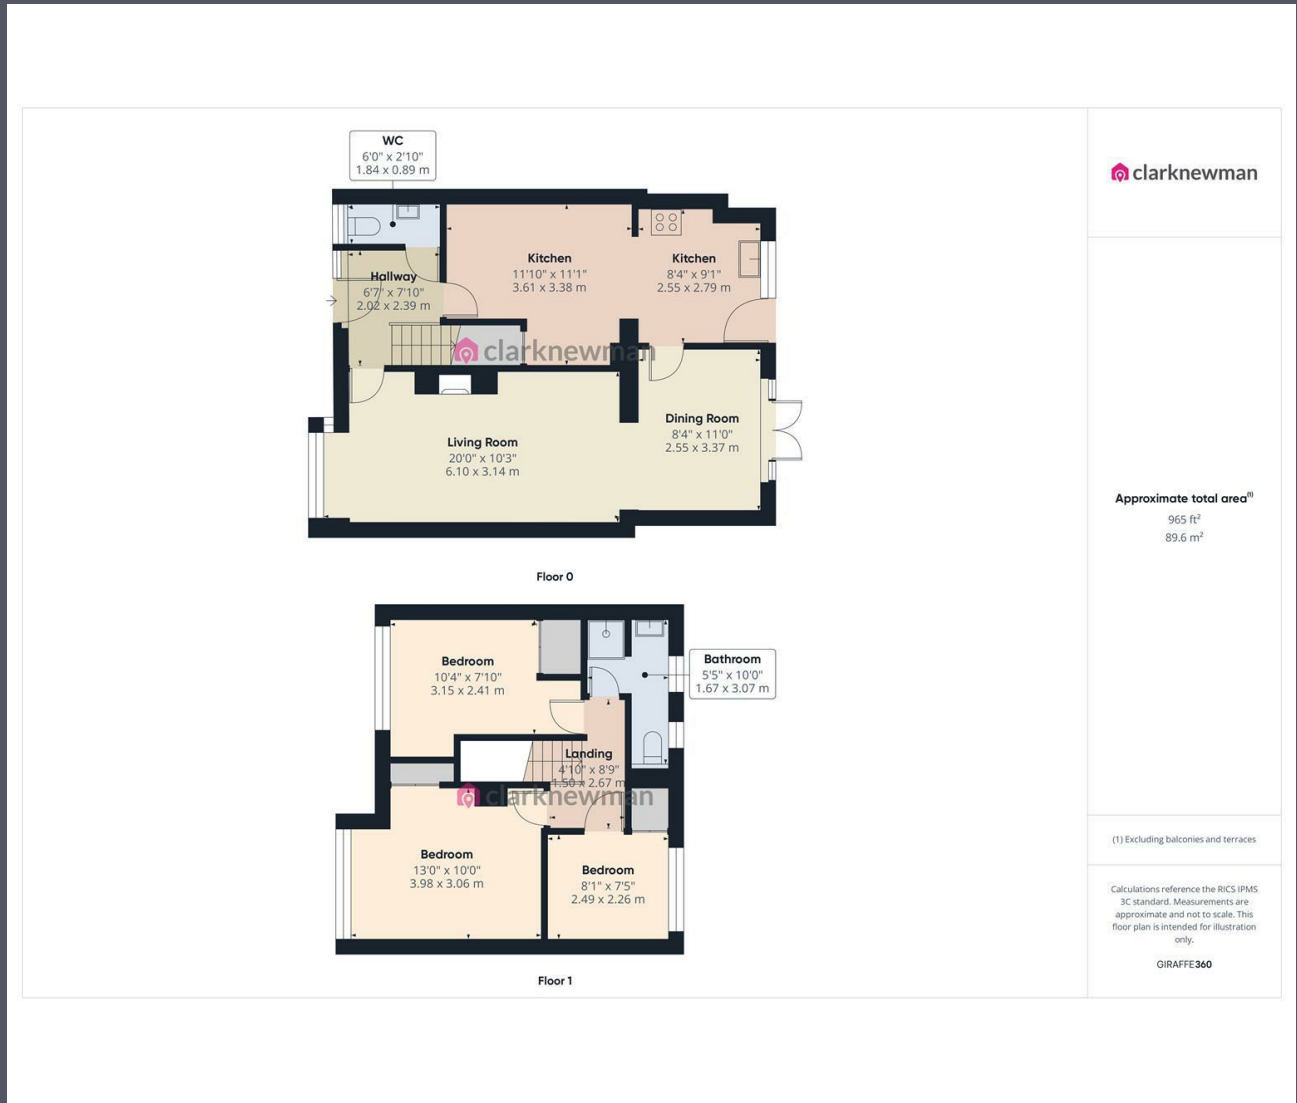 WC
6'0" x 2'10"
1.84 x 0.89 m
Hallway
6'7" x 7'10"
2.02 x 2.39 m
Kitchen
11'10" x 11'1"
3.61 x 3.38 m
Kitchen
8'4" x 9'1"
2.55 x 2.79 m
clarknewman
Living Room
20'0" x 10'3"
6.10 x 3.14 m
Dining Room
8'4" x 11'0"
2.55 x 3.37 m
Floor 0
Bedroom
10'4" x 7'10"
3.15 x 2.41 m
Bathroom
5'5" x 10'0"
1.67 x 3.07 m
Landing
4'10" x 8'9"
1.50 x 2.67 m
clarknewman
Bedroom
13'0" x 10'0"
3.98 x 3.06 m
Bedroom
8'1" x 7'5"
2.49 x 2.26 m
Floor 1
clarknewman
Approximate total area(1)
965 ft²
89.6 m²
(1) Excluding balconies and terraces
Calculations reference the RICS IPMS
3C standard. Measurements are
approximate and not to scale. This
floor plan is intended for illustration
only.
GIRAFFE360